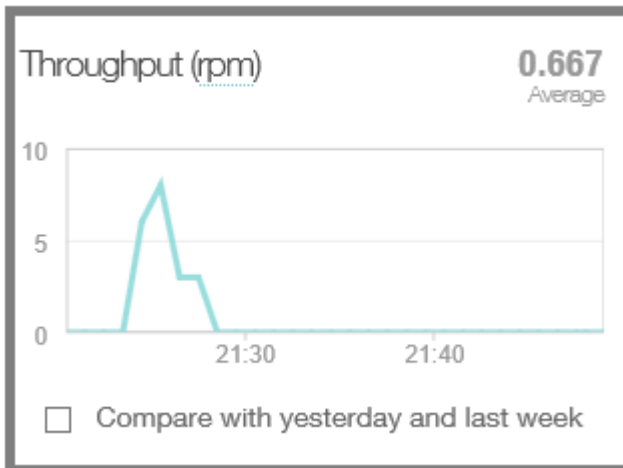 Throughput (rpm)
0.667
Average
10
5
0
21:30
21:40
Compare with yesterday and last week